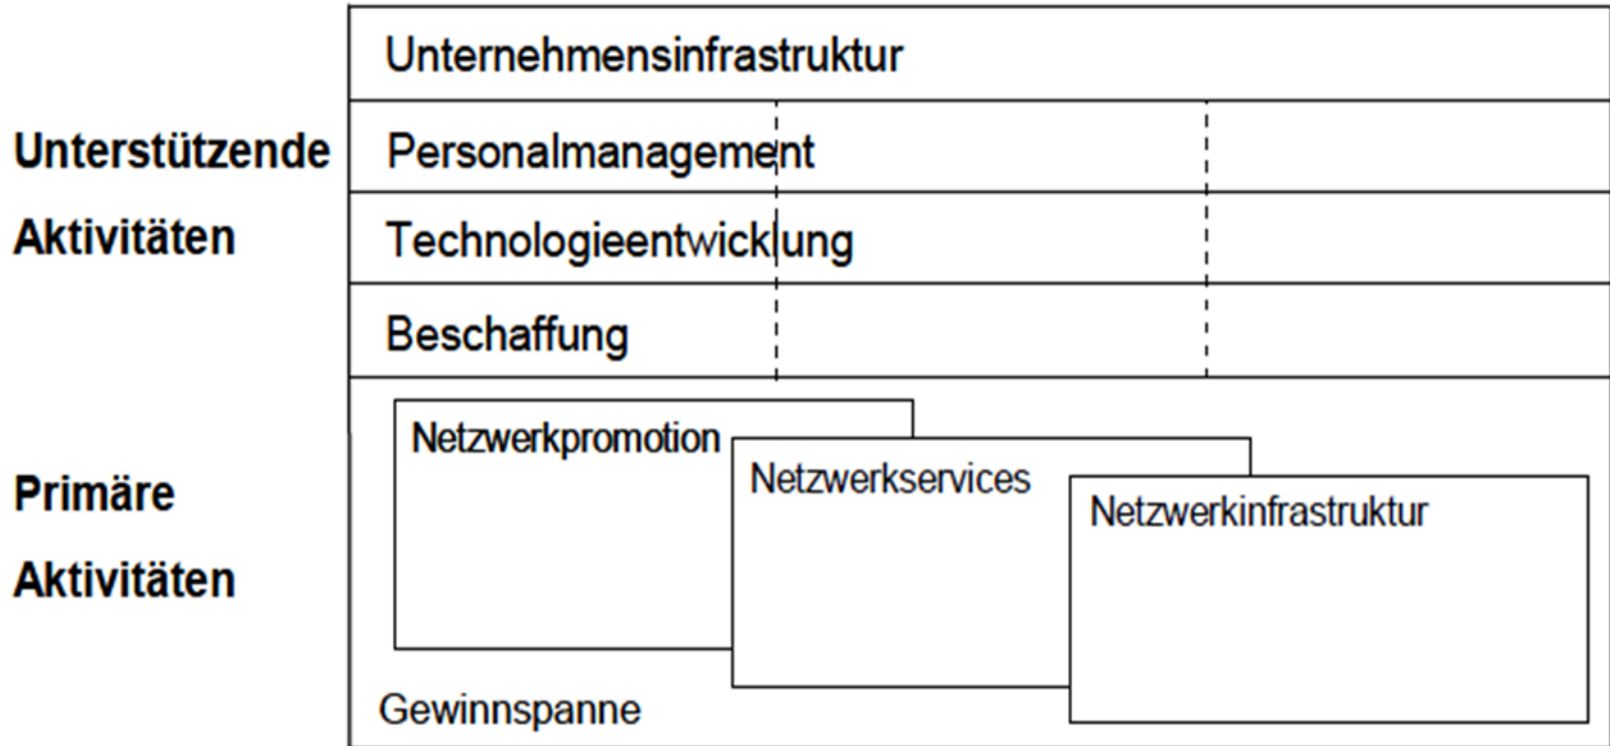 Unternehmensinfrastruktur
Unterstützende
Aktivitäten
Personalmanagement
Technologieentwicklung
Beschaffung
Primäre
Aktivitäten
Netzwerkpromotion
Netzwerkservices
Netzwerkinfrastruktur
Gewinnspanne